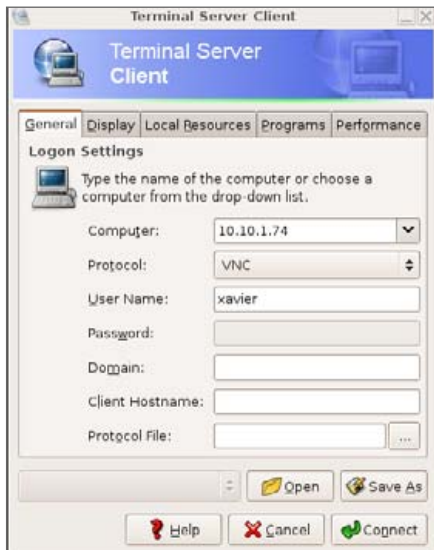 Terminal Server Client
Terminal Server
Client
General Display Local Resources Programs Performance
Logon Settings
Type the name of the computer or choose a
computer from the drop-down list.
Computer: 10.10.1.74
Protocol: VNC
User Name: xavier
Password:
Domain:
Client Hostname:
Protocol File: ...
Open Save As
Help Cancel Connect